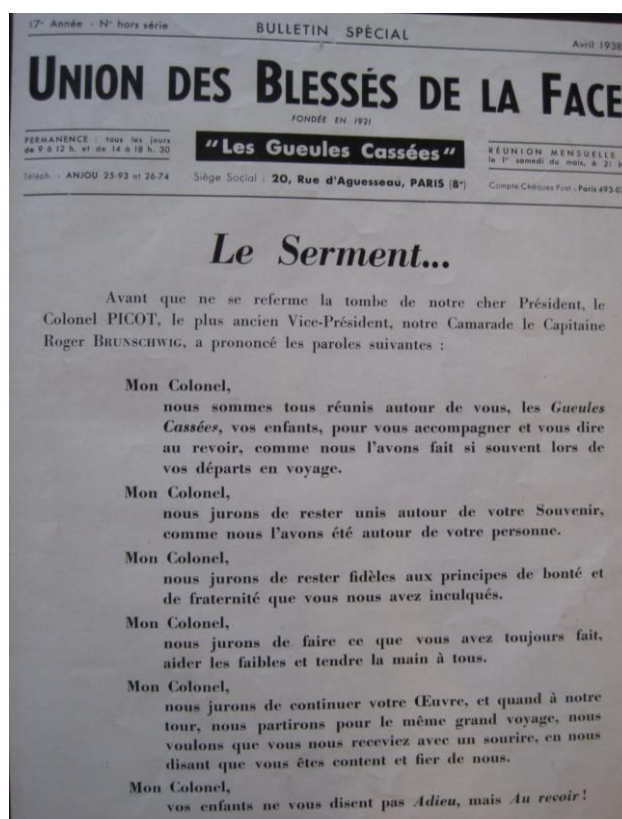 17e Année - N° hors série
BULLETIN SPÉCIAL
Avril 1938
UNION DES BLESSÉS DE LA FACE
FONDÉE EN 1921
PERMANENCE : tous les jours
de 9 à 12 h. et de 14 à 18 h. 30
"Les Gueules Cassées"
RÉUNION MENSUELLE
le 1er samedi du mois, à 21 h
Téléph. : ANJOU 25-93 et 26-74
Siège Social : 20, Rue d'Aguesseau, PARIS (8e)
Compte Chèques Post : Paris 493-0
Le Serment...
Avant que ne se referme la tombe de notre cher Président, le
Colonel PICOT, le plus ancien Vice-Président, notre Camarade le Capitaine
Roger BRUNSCHWIG, a prononcé les paroles suivantes :
Mon Colonel,
nous sommes tous réunis autour de vous, les Gueules
Cassées, vos enfants, pour vous accompagner et vous dire
au revoir, comme nous l'avons fait si souvent lors de
vos départs en voyage.
Mon Colonel,
nous jurons de rester unis autour de votre Souvenir,
comme nous l'avons été autour de votre personne.
Mon Colonel,
nous jurons de rester fidèles aux principes de bonté et
de fraternité que vous nous avez inculqués.
Mon Colonel,
nous jurons de faire ce que vous avez toujours fait,
aider les faibles et tendre la main à tous.
Mon Colonel,
nous jurons de continuer votre Œuvre, et quand à notre
tour, nous partirons pour le même grand voyage, nous
voulons que vous nous receviez avec un sourire, en nous
disant que vous êtes content et fier de nous.
Mon Colonel,
vos enfants ne vous disent pas Adieu, mais Au revoir !